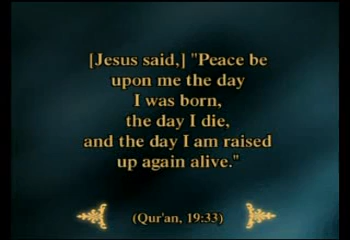 [Jesus said,] "Peace be
upon me the day
I was born,
the day I die,
and the day I am raised
up again alive."
(Qur'an, 19:33)